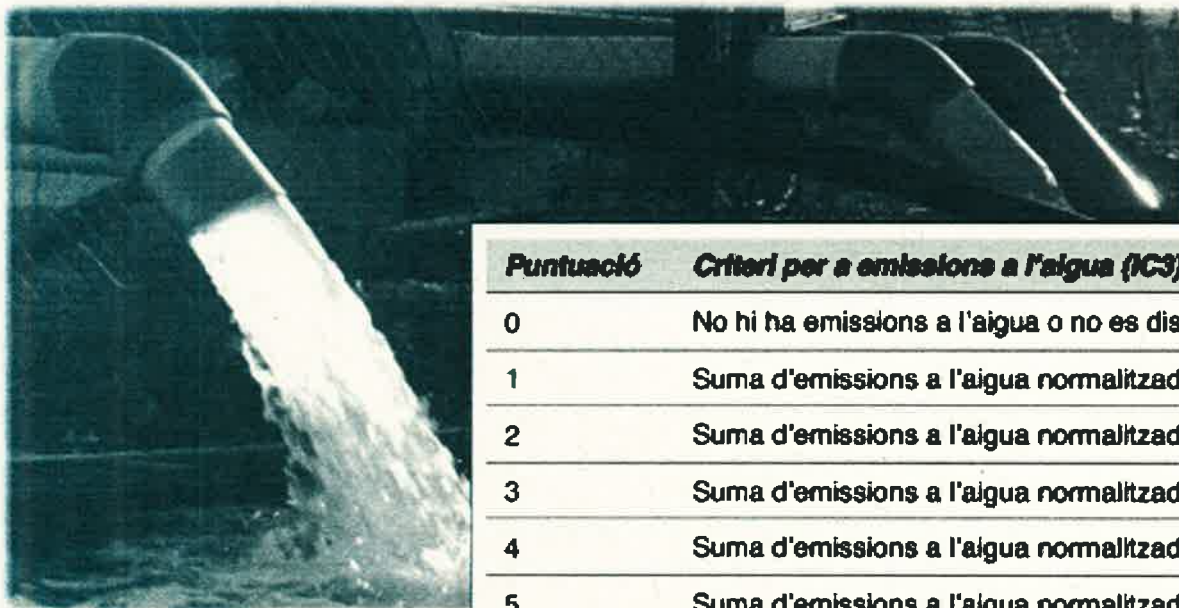 Puntuació Criteri per a emissions a l'aigua (IC3)
0 No hi ha emissions a l'aigua o no es dis
1 Suma d'emissions a l'aigua normalitzad
2 Suma d'emissions a l'aigua normalitzad
3 Suma d'emissions a l'aigua normalitzad
4 Suma d'emissions a l'aigua normalitzad
5 Suma d'emissions a l'aigua normalitzad